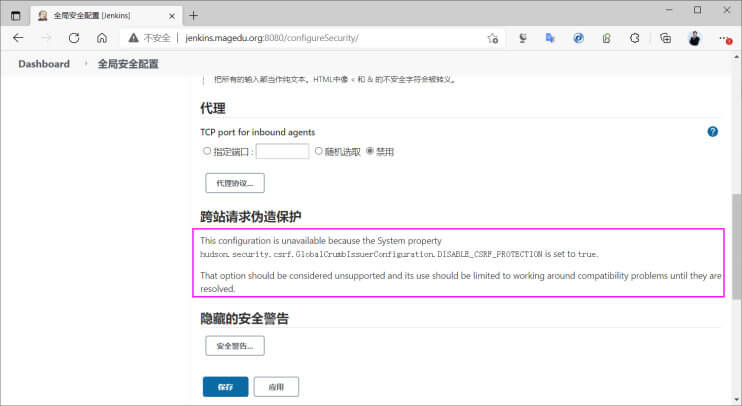 全局安全配置 [Jenkins]
不安全 | jenkins.magedu.org:8080/configureSecurity/
Dashboard 全局安全配置
把所有的输入都当作纯文本。HTML中像 < 和 & 的不安全字符会被转义。
代理
TCP port for inbound agents
指定端口 : 随机选取 禁用
代理协议...
跨站请求伪造保护
This configuration is unavailable because the System property
hudson.security.csrf.GlobalCrumbIssuerConfiguration.DISABLE_CSRF_PROTECTION is set to true.
That option should be considered unsupported and its use should be limited to working around compatibility problems until they are
resolved.
隐藏的安全警告
安全警告...
保存 应用